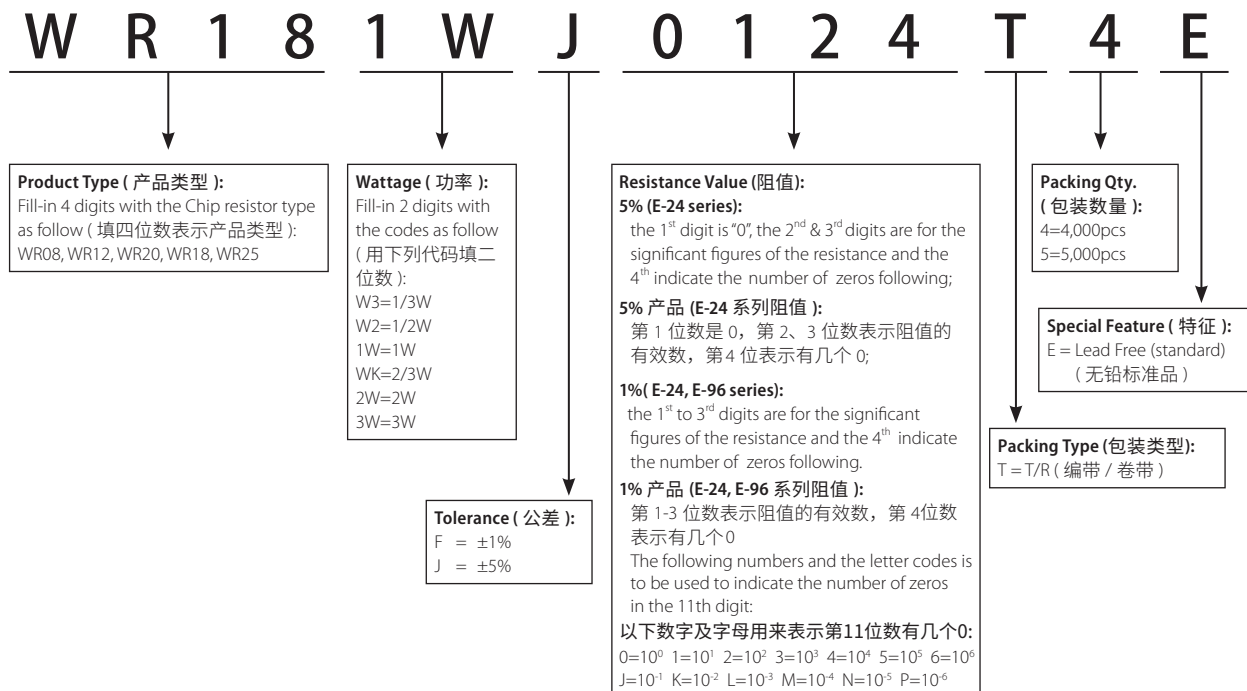 W R 1 8 1 W J 0 1 2 4 T 4 E
Product Type ( 产品类型 ):
Fill-in 4 digits with the Chip resistor type
as follow ( 填四位数表示产品类型 ):
WR08, WR12, WR20, WR18, WR25
Wattage ( 功率 ):
Fill-in 2 digits with
the codes as follow
( 用下列代码填二
位数 ):
W3=1/3W
W2=1/2W
1W=1W
WK=2/3W
2W=2W
3W=3W
Tolerance ( 公差 ):
F = ±1%
J = ±5%
Resistance Value (阻值):
5% (E-24 series):
the 1st digit is “0”, the 2nd & 3rd digits are for the
significant figures of the resistance and the
4th indicate the number of zeros following;
5% 产品 (E-24 系列阻值 ):
第 1 位数是 0，第 2、3 位数表示阻值的
有效数，第 4 位表示有几个 0;
1%( E-24, E-96 series):
the 1st to 3rd digits are for the significant
figures of the resistance and the 4th indicate
the number of zeros following.
1% 产品 (E-24, E-96 系列阻值 ):
第 1-3 位数表示阻值的有效数，第 4位数
表示有几个 0
The following numbers and the letter codes is
to be used to indicate the number of zeros
in the 11th digit:
以下数字及字母用来表示第11位数有几个0:
0=10⁰ 1=10¹ 2=10² 3=10³ 4=10⁴ 5=10⁵ 6=10⁶
J=10⁻¹ K=10⁻² L=10⁻³ M=10⁻⁴ N=10⁻⁵ P=10⁻⁶
Packing Type (包装类型):
T = T/R ( 编带 / 卷带 )
Packing Qty.
( 包装数量 ):
4=4,000pcs
5=5,000pcs
Special Feature ( 特征 ):
E = Lead Free (standard)
( 无铅标准品 )